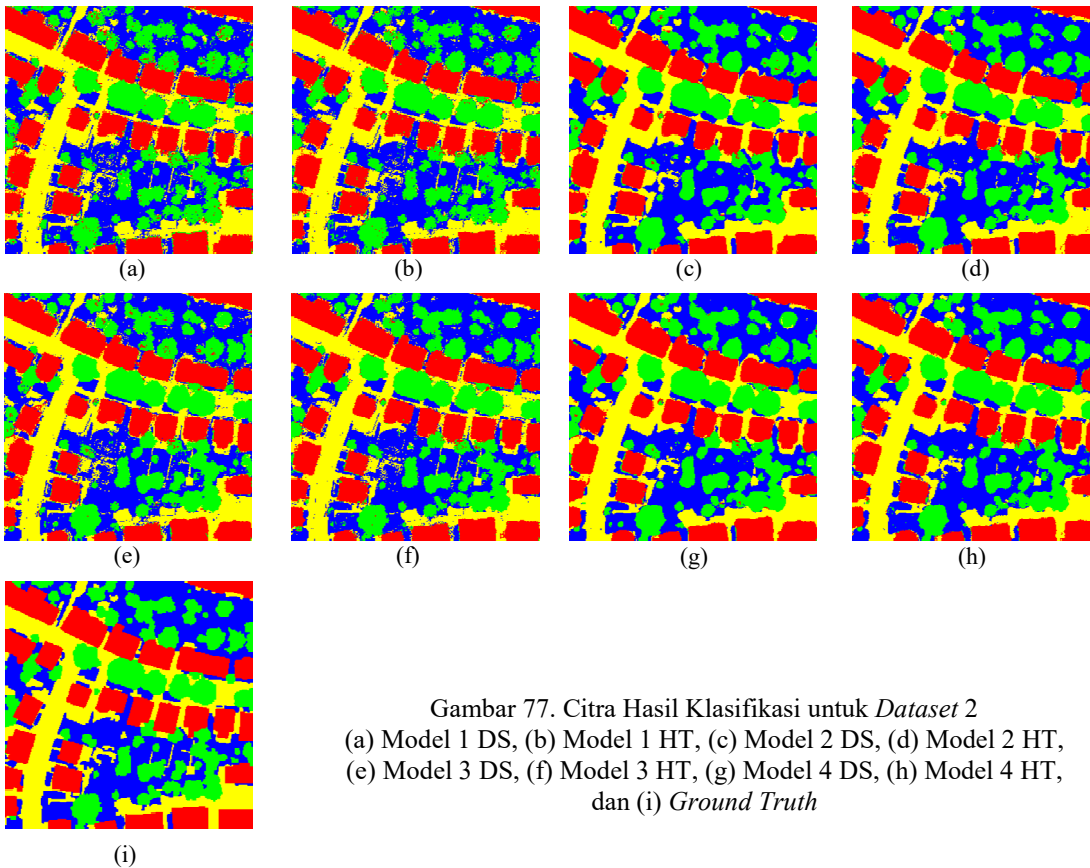 (a)
(b)
(c)
(d)
(e)
(f)
(g)
(h)
(i)
Gambar 77. Citra Hasil Klasifikasi untuk Dataset 2
(a) Model 1 DS, (b) Model 1 HT, (c) Model 2 DS, (d) Model 2 HT,
(e) Model 3 DS, (f) Model 3 HT, (g) Model 4 DS, (h) Model 4 HT,
dan (i) Ground Truth